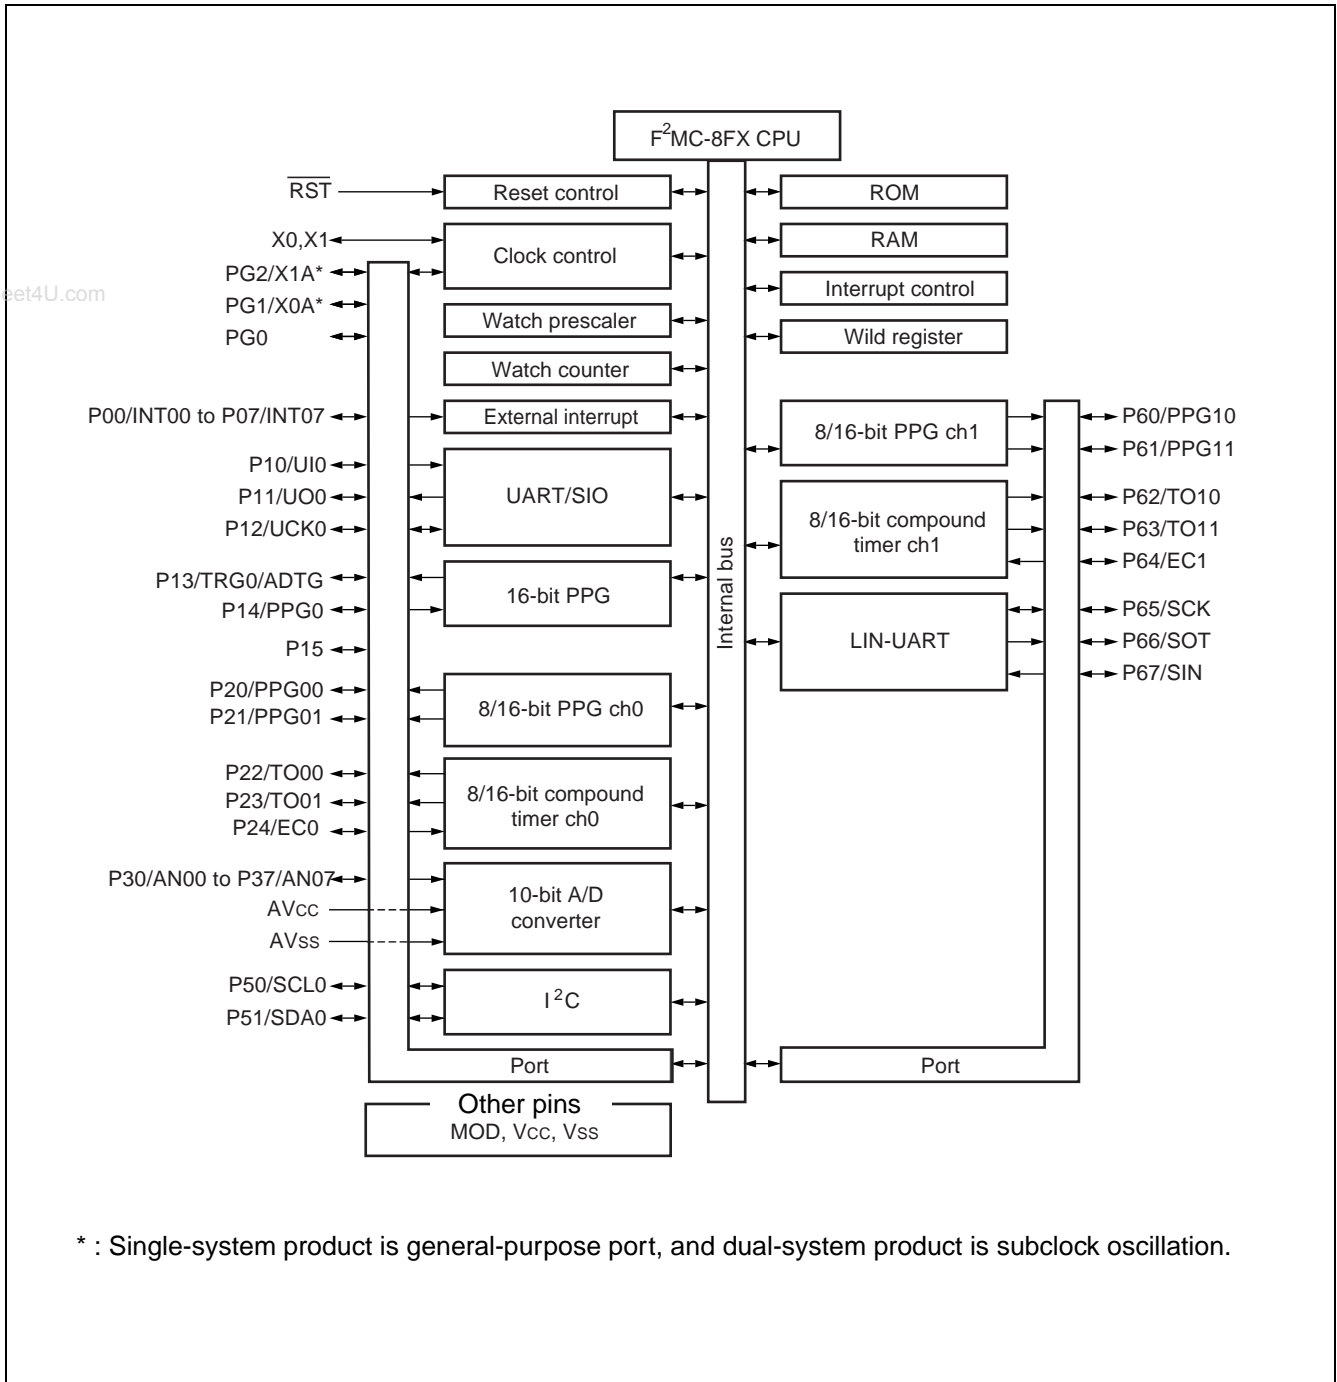 F2MC-8FX CPU
RST
Reset control
ROM
X0,X1
Clock control
RAM
PG2/X1A*
eet4U.com
PG1/X0A*
Interrupt control
PG0
Watch prescaler
Wild register
Watch counter
P00/INT00 to P07/INT07
External interrupt
8/16-bit PPG ch1
P60/PPG10
P61/PPG11
P10/UI0
P11/UO0
P12/UCK0
UART/SIO
8/16-bit compound
timer ch1
P62/TO10
P63/TO11
P64/EC1
Internal bus
P13/TRG0/ADTG
P14/PPG0
16-bit PPG
P15
LIN-UART
P65/SCK
P66/SOT
P67/SIN
P20/PPG00
P21/PPG01
8/16-bit PPG ch0
P22/TO00
P23/TO01
P24/EC0
8/16-bit compound
timer ch0
P30/AN00 to P37/AN07
AVCC
AVSS
10-bit A/D
converter
P50/SCL0
P51/SDA0
I2C
Port
Port
Other pins
MOD, VCC, VSS
* : Single-system product is general-purpose port, and dual-system product is subclock oscillation.